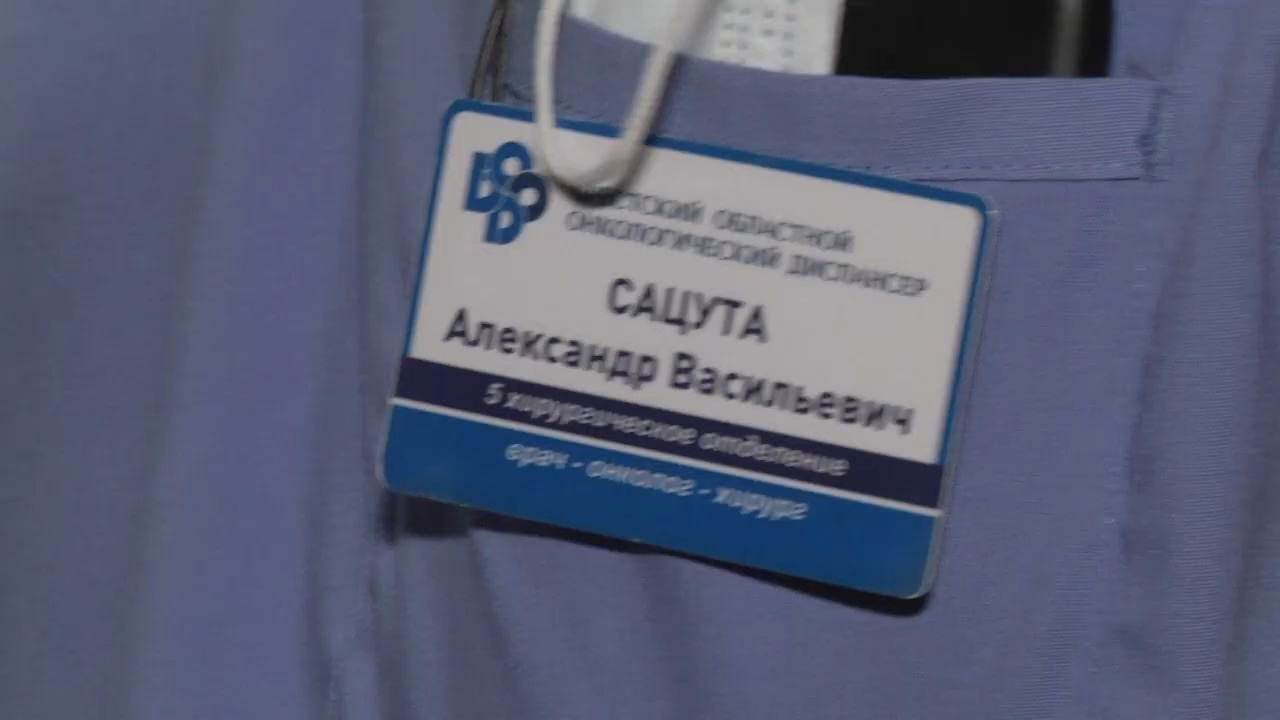 ОБЛАСТНОЙ
ОНКОЛОГИЧЕСКИЙ ДИСПАНСЕР
САЦУТА
Александр Васильевич
5 хирургическое отделение
врач - онколог - хирург